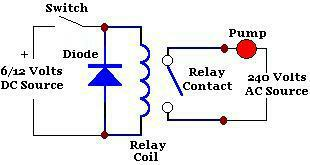 Switch
Pump
Diode
+
6/12 Volts
DC Source
Relay
Contact
240 Volts
AC Source
Relay
Coil